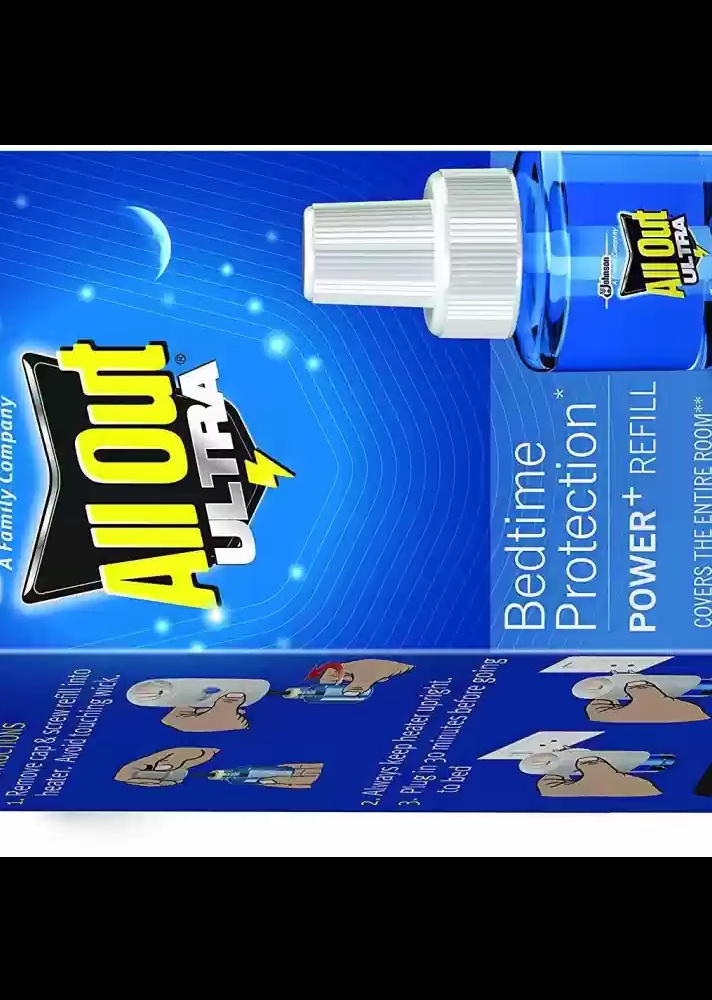 A Family Company
All Out®
ULTRA
Bedtime
Protection*
POWER+ REFILL
COVERS THE ENTIRE ROOM**
Johnson
All Out
ULTRA
1. Remove cap & screw refill into
heater. Avoid touching wick.
2. Always keep heater upright.
3. Plug in 30 minutes before going
to bed